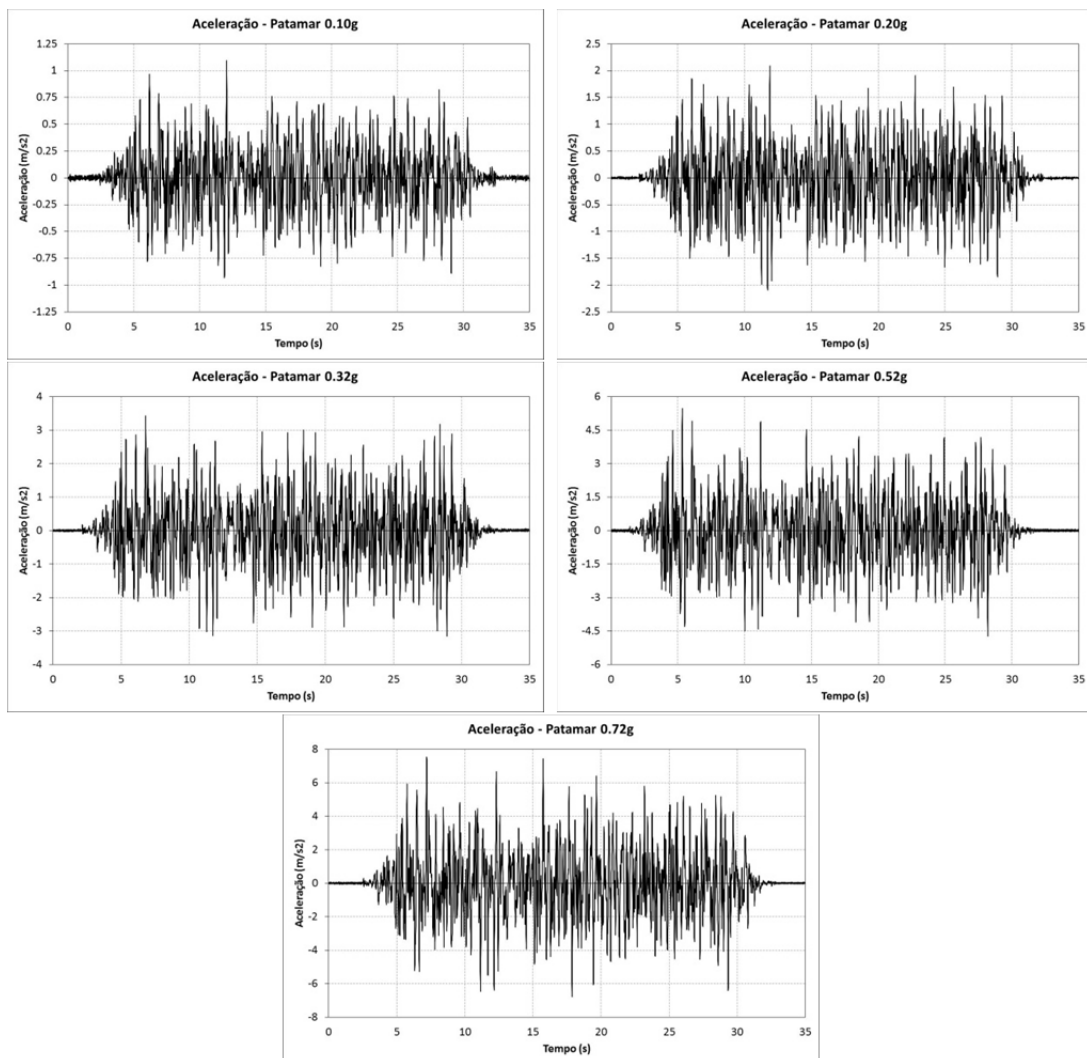 Aceleração - Patamar 0.10g
Aceleração (m/s2)
1.25
1
0.75
0.5
0.25
0
-0.25
-0.5
-0.75
-1
-1.25
0 5 10 15 20 25 30 35
Tempo (s)
Aceleração - Patamar 0.20g
Aceleração (m/s2)
2.5
2
1.5
1
0.5
0
-0.5
-1
-1.5
-2
-2.5
0 5 10 15 20 25 30 35
Tempo (s)
Aceleração - Patamar 0.32g
Aceleração (m/s2)
4
3
2
1
0
-1
-2
-3
-4
0 5 10 15 20 25 30 35
Tempo (s)
Aceleração - Patamar 0.52g
Aceleração (m/s2)
6
4.5
3
1.5
0
-1.5
-3
-4.5
-6
0 5 10 15 20 25 30 35
Tempo (s)
Aceleração - Patamar 0.72g
Aceleração (m/s2)
8
6
4
2
0
-2
-4
-6
-8
0 5 10 15 20 25 30 35
Tempo (s)